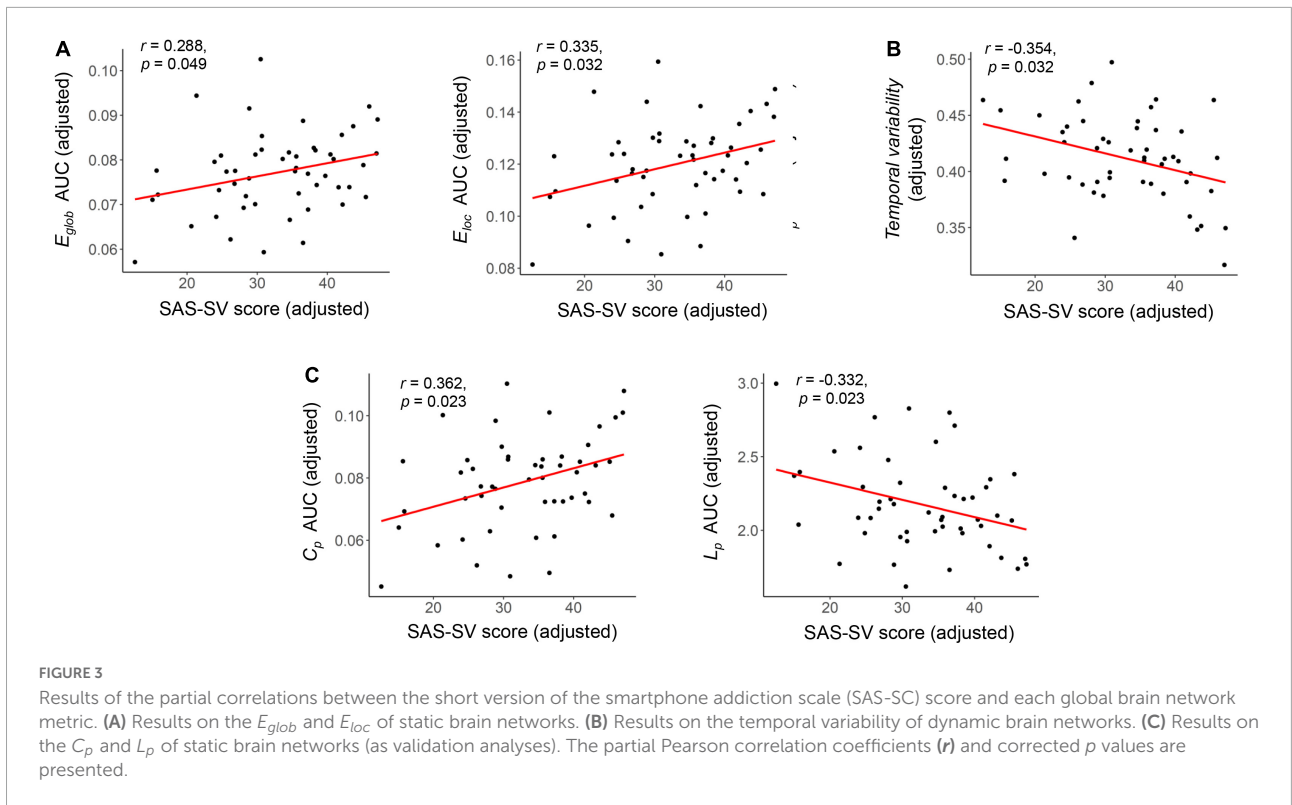 A
r = 0.288,
p = 0.049
E_glob AUC (adjusted)
0.10
0.09
0.08
0.07
0.06
20 30 40
SAS-SV score (adjusted)
r = 0.335,
p = 0.032
E_loc AUC (adjusted)
0.16
0.14
0.12
0.10
0.08
20 30 40
SAS-SV score (adjusted)
B
r = -0.354,
p = 0.032
Temporal variability
(adjusted)
0.50
0.45
0.40
0.35
20 30 40
SAS-SV score (adjusted)
C
r = 0.362,
p = 0.023
C_p AUC (adjusted)
0.10
0.08
0.06
20 30 40
SAS-SV score (adjusted)
r = -0.332,
p = 0.023
L_p AUC (adjusted)
3.0
2.5
2.0
20 30 40
SAS-SV score (adjusted)
FIGURE 3
Results of the partial correlations between the short version of the smartphone addiction scale (SAS-SC) score and each global brain network
metric. (A) Results on the E_glob and E_loc of static brain networks. (B) Results on the temporal variability of dynamic brain networks. (C) Results on
the C_p and L_p of static brain networks (as validation analyses). The partial Pearson correlation coefficients (r) and corrected p values are
presented.